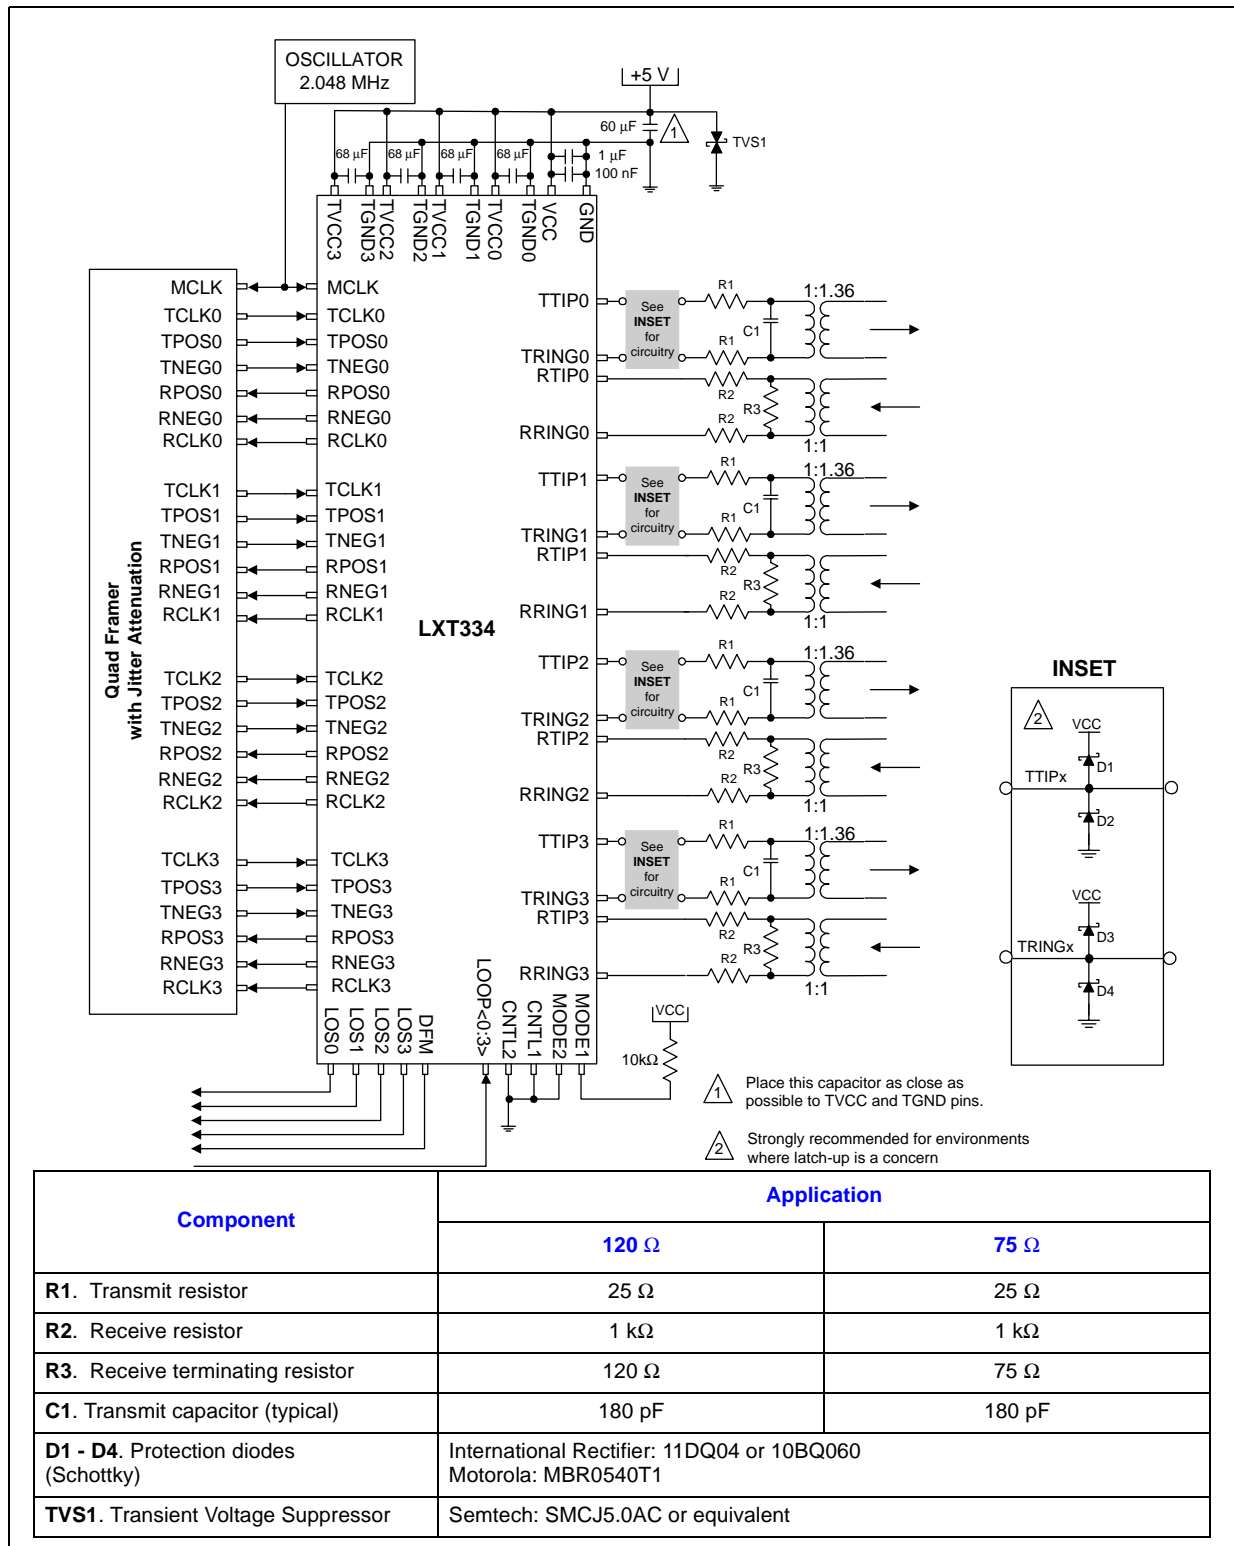 OSCILLATOR
2.048 MHz
+5 V
60 µF
1
TVS1
68 µF
68 µF
68 µF
68 µF
1 µF
100 nF
TVCC3
TGND3
TVCC2
TGND2
TVCC1
TGND1
TVCC0
TGND0
VCC
GND
Quad Framer
with Jitter Attenuation
MCLK
TCLK0
TPOS0
TNEG0
RPOS0
RNEG0
RCLK0
TCLK1
TPOS1
TNEG1
RPOS1
RNEG1
RCLK1
TCLK2
TPOS2
TNEG2
RPOS2
RNEG2
RCLK2
TCLK3
TPOS3
TNEG3
RPOS3
RNEG3
RCLK3
MCLK
TCLK0
TPOS0
TNEG0
RPOS0
RNEG0
RCLK0
TCLK1
TPOS1
TNEG1
RPOS1
RNEG1
RCLK1
TCLK2
TPOS2
TNEG2
RPOS2
RNEG2
RCLK2
TCLK3
TPOS3
TNEG3
RPOS3
RNEG3
RCLK3
LXT334
TTIP0
TRING0
RTIP0
RRING0
See
INSET
for
circuitry
R1
C1
R1
1:1.36
R2
R3
R2
1:1
TTIP1
TRING1
RTIP1
RRING1
See
INSET
for
circuitry
R1
C1
R1
1:1.36
R2
R3
R2
1:1
TTIP2
TRING2
RTIP2
RRING2
See
INSET
for
circuitry
R1
C1
R1
1:1.36
R2
R3
R2
1:1
TTIP3
TRING3
RTIP3
RRING3
See
INSET
for
circuitry
R1
C1
R1
1:1.36
R2
R3
R2
1:1
LOS0
LOS1
LOS2
LOS3
DFM
LOOP<0:3>
CNTL2
CNTL1
MODE2
MODE1
VCC
10kΩ
INSET
2
VCC
D1
TTIPx
D2
VCC
D3
TRINGx
D4
1 Place this capacitor as close as
possible to TVCC and TGND pins.
2 Strongly recommended for environments
where latch-up is a concern
Component Application
120 Ω 75 Ω
R1. Transmit resistor 25 Ω 25 Ω
R2. Receive resistor 1 kΩ 1 kΩ
R3. Receive terminating resistor 120 Ω 75 Ω
C1. Transmit capacitor (typical) 180 pF 180 pF
D1 - D4. Protection diodes
(Schottky)
International Rectifier: 11DQ04 or 10BQ060
Motorola: MBR0540T1
TVS1. Transient Voltage Suppressor Semtech: SMCJ5.0AC or equivalent